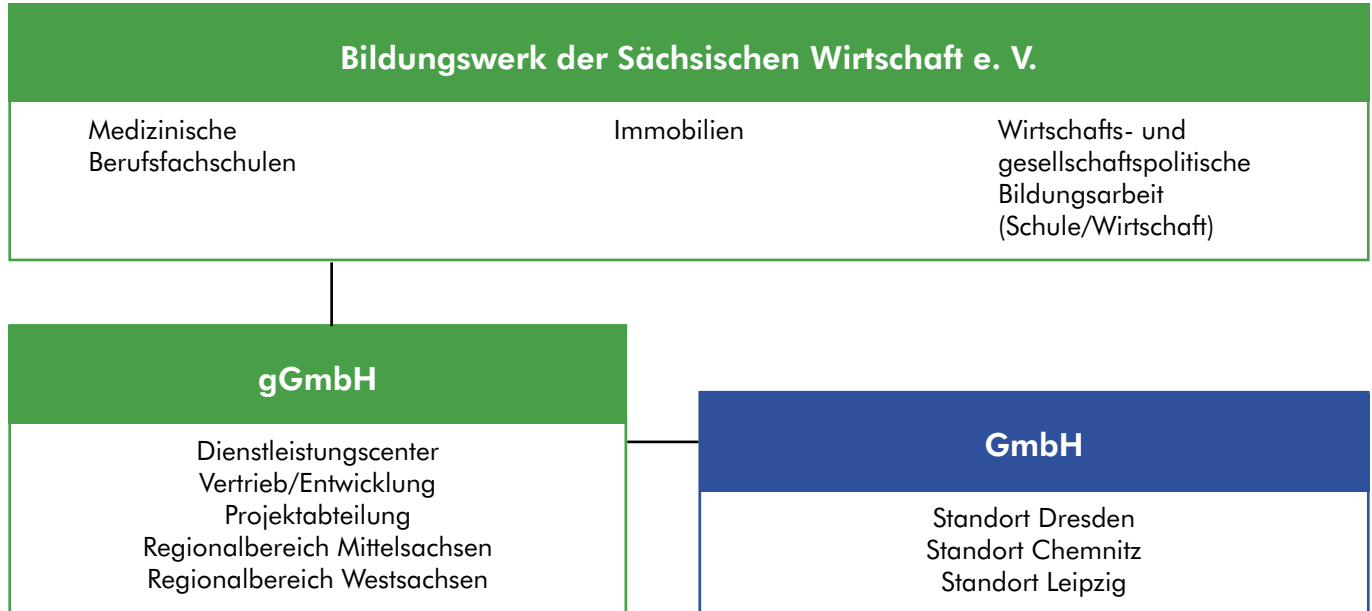 Bildungswerk der Sächsischen Wirtschaft e. V.
Medizinische
Berufsfachschulen
Immobilien
Wirtschafts- und
gesellschaftspolitische
Bildungsarbeit
(Schule/Wirtschaft)
gGmbH
Dienstleistungscenter
Vertrieb/Entwicklung
Projektabteilung
Regionalbereich Mittelsachsen
Regionalbereich Westsachsen
GmbH
Standort Dresden
Standort Chemnitz
Standort Leipzig